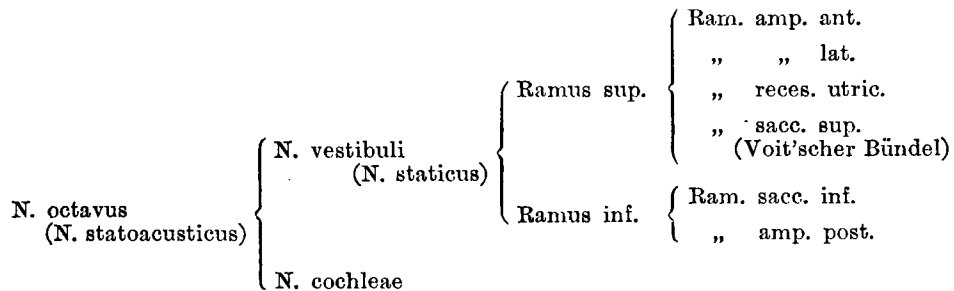 Ram. amp. ant.
„ „ lat.
Ramus sup.
„ reces. utric.
„ sacc. sup.
(Voit'scher Bündel)
N. vestibuli
(N. staticus)
N. octavus
(N. statoacusticus)
Ramus inf.
Ram. sacc. inf.
„ amp. post.
N. cochleae